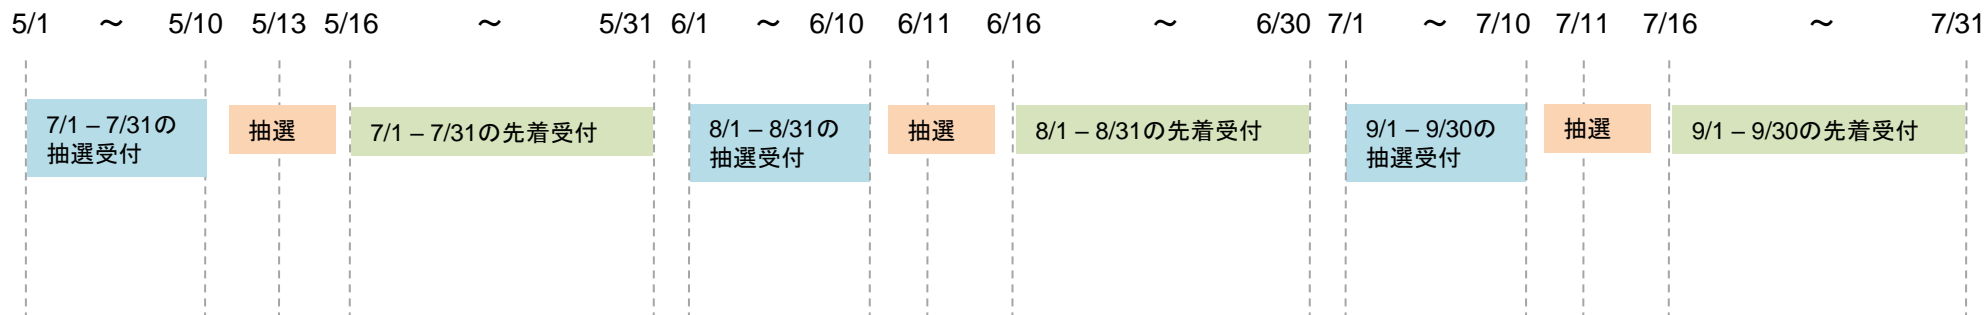 5/1 ～ 5/10 5/13 5/16 ～ 5/31 6/1 ～ 6/10 6/11 6/16 ～ 6/30 7/1 ～ 7/10 7/11 7/16 ～ 7/31
7/1 – 7/31の
抽選受付
抽選
7/1 – 7/31の先着受付
8/1 – 8/31の
抽選受付
抽選
8/1 – 8/31の先着受付
9/1 – 9/30の
抽選受付
抽選
9/1 – 9/30の先着受付